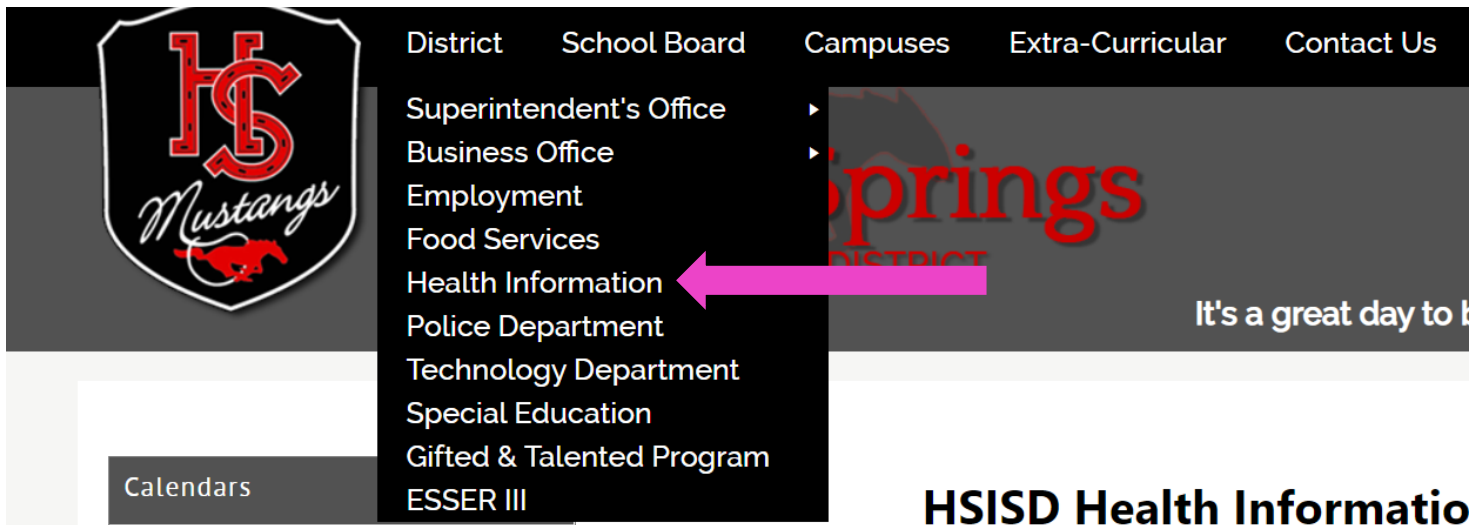 HS
Mustangs
District School Board Campuses Extra-Curricular Contact Us
Superintendent's Office
Business Office
Employment
Food Services
Health Information
Police Department
Technology Department
Special Education
Gifted & Talented Program
ESSER III
Springs
DISTRICT
It's a great day to b
Calendars
HSISD Health Informatio